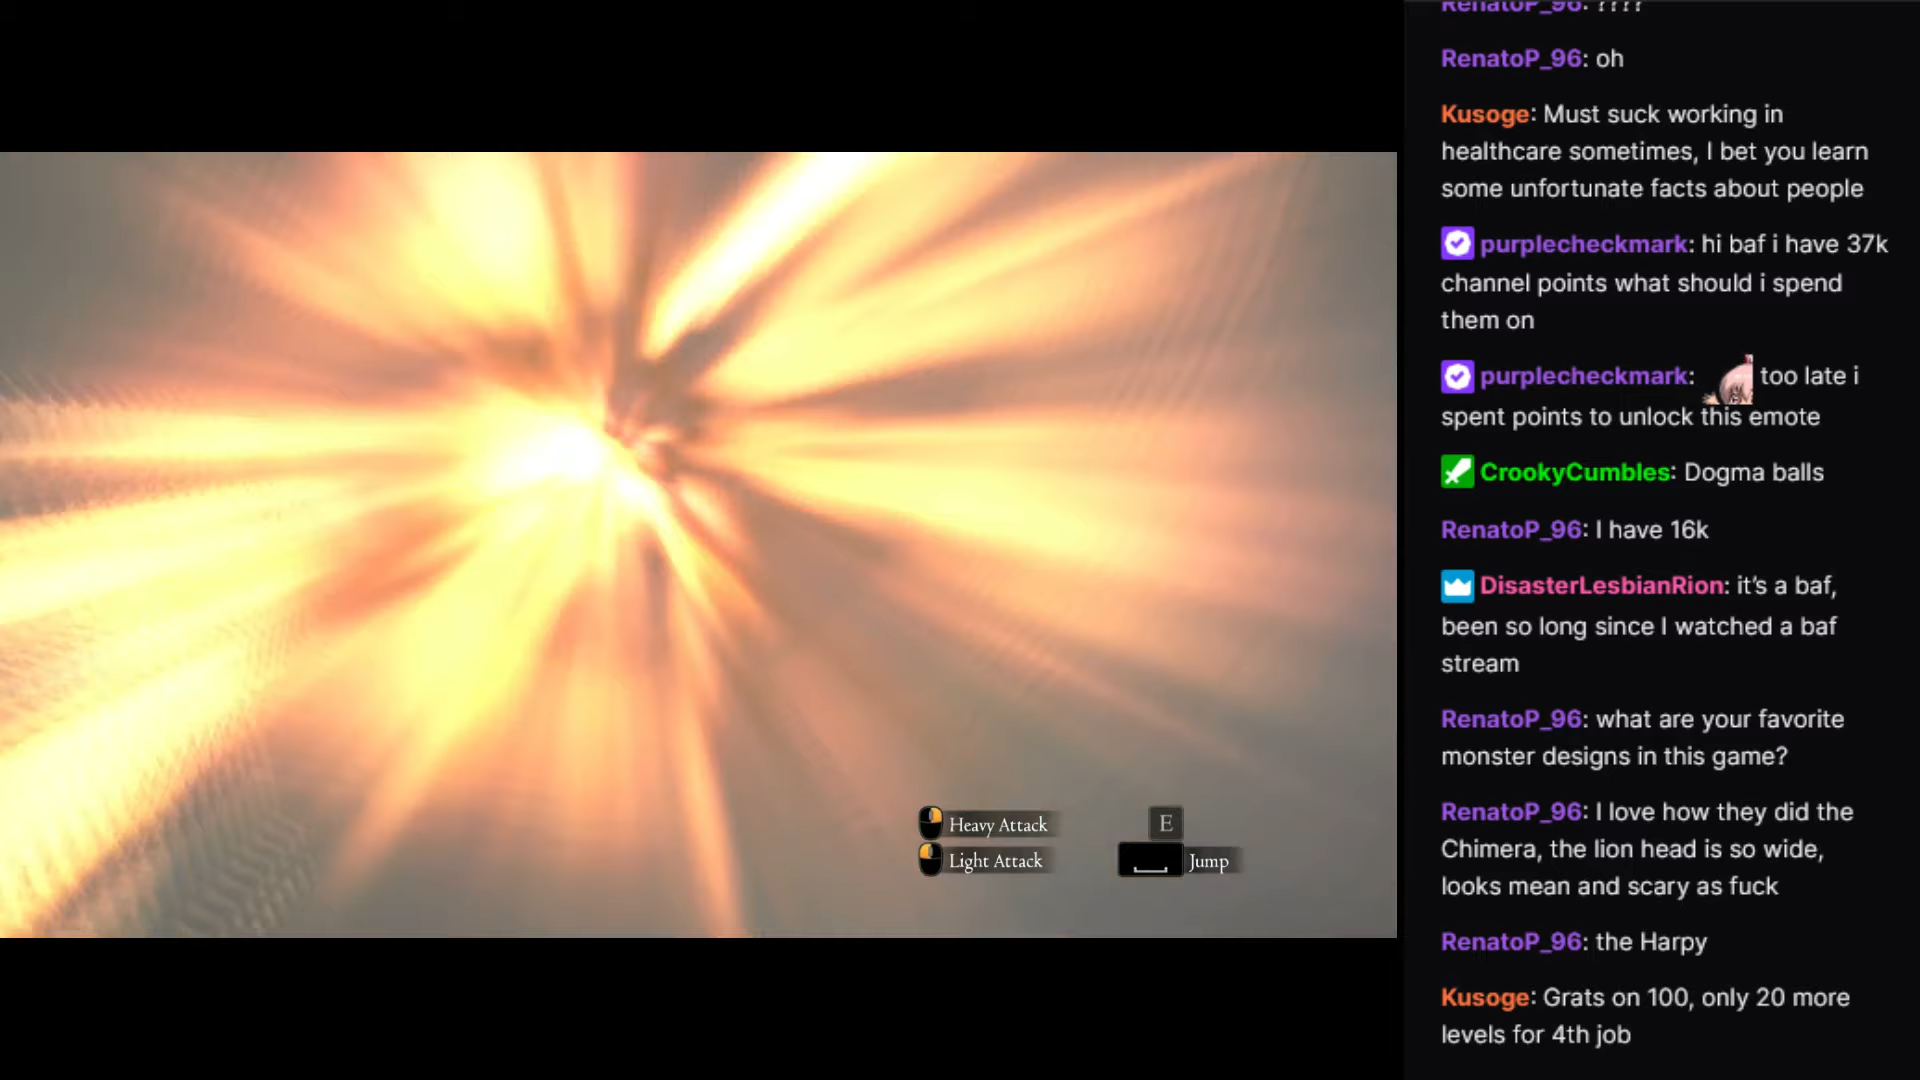 RenatoP_96: ????
RenatoP_96: oh
Kusoge: Must suck working in
healthcare sometimes, I bet you learn
some unfortunate facts about people
purplecheckmark: hi baf i have 37k
channel points what should i spend
them on
purplecheckmark: too late i
spent points to unlock this emote
CrookyCumbles: Dogma balls
RenatoP_96: I have 16k
DisasterLesbianRion: it's a baf,
been so long since I watched a baf
stream
RenatoP_96: what are your favorite
monster designs in this game?
RenatoP_96: I love how they did the
Chimera, the lion head is so wide,
looks mean and scary as fuck
RenatoP_96: the Harpy
Kusoge: Grats on 100, only 20 more
levels for 4th job
Heavy Attack
E
Light Attack
Jump